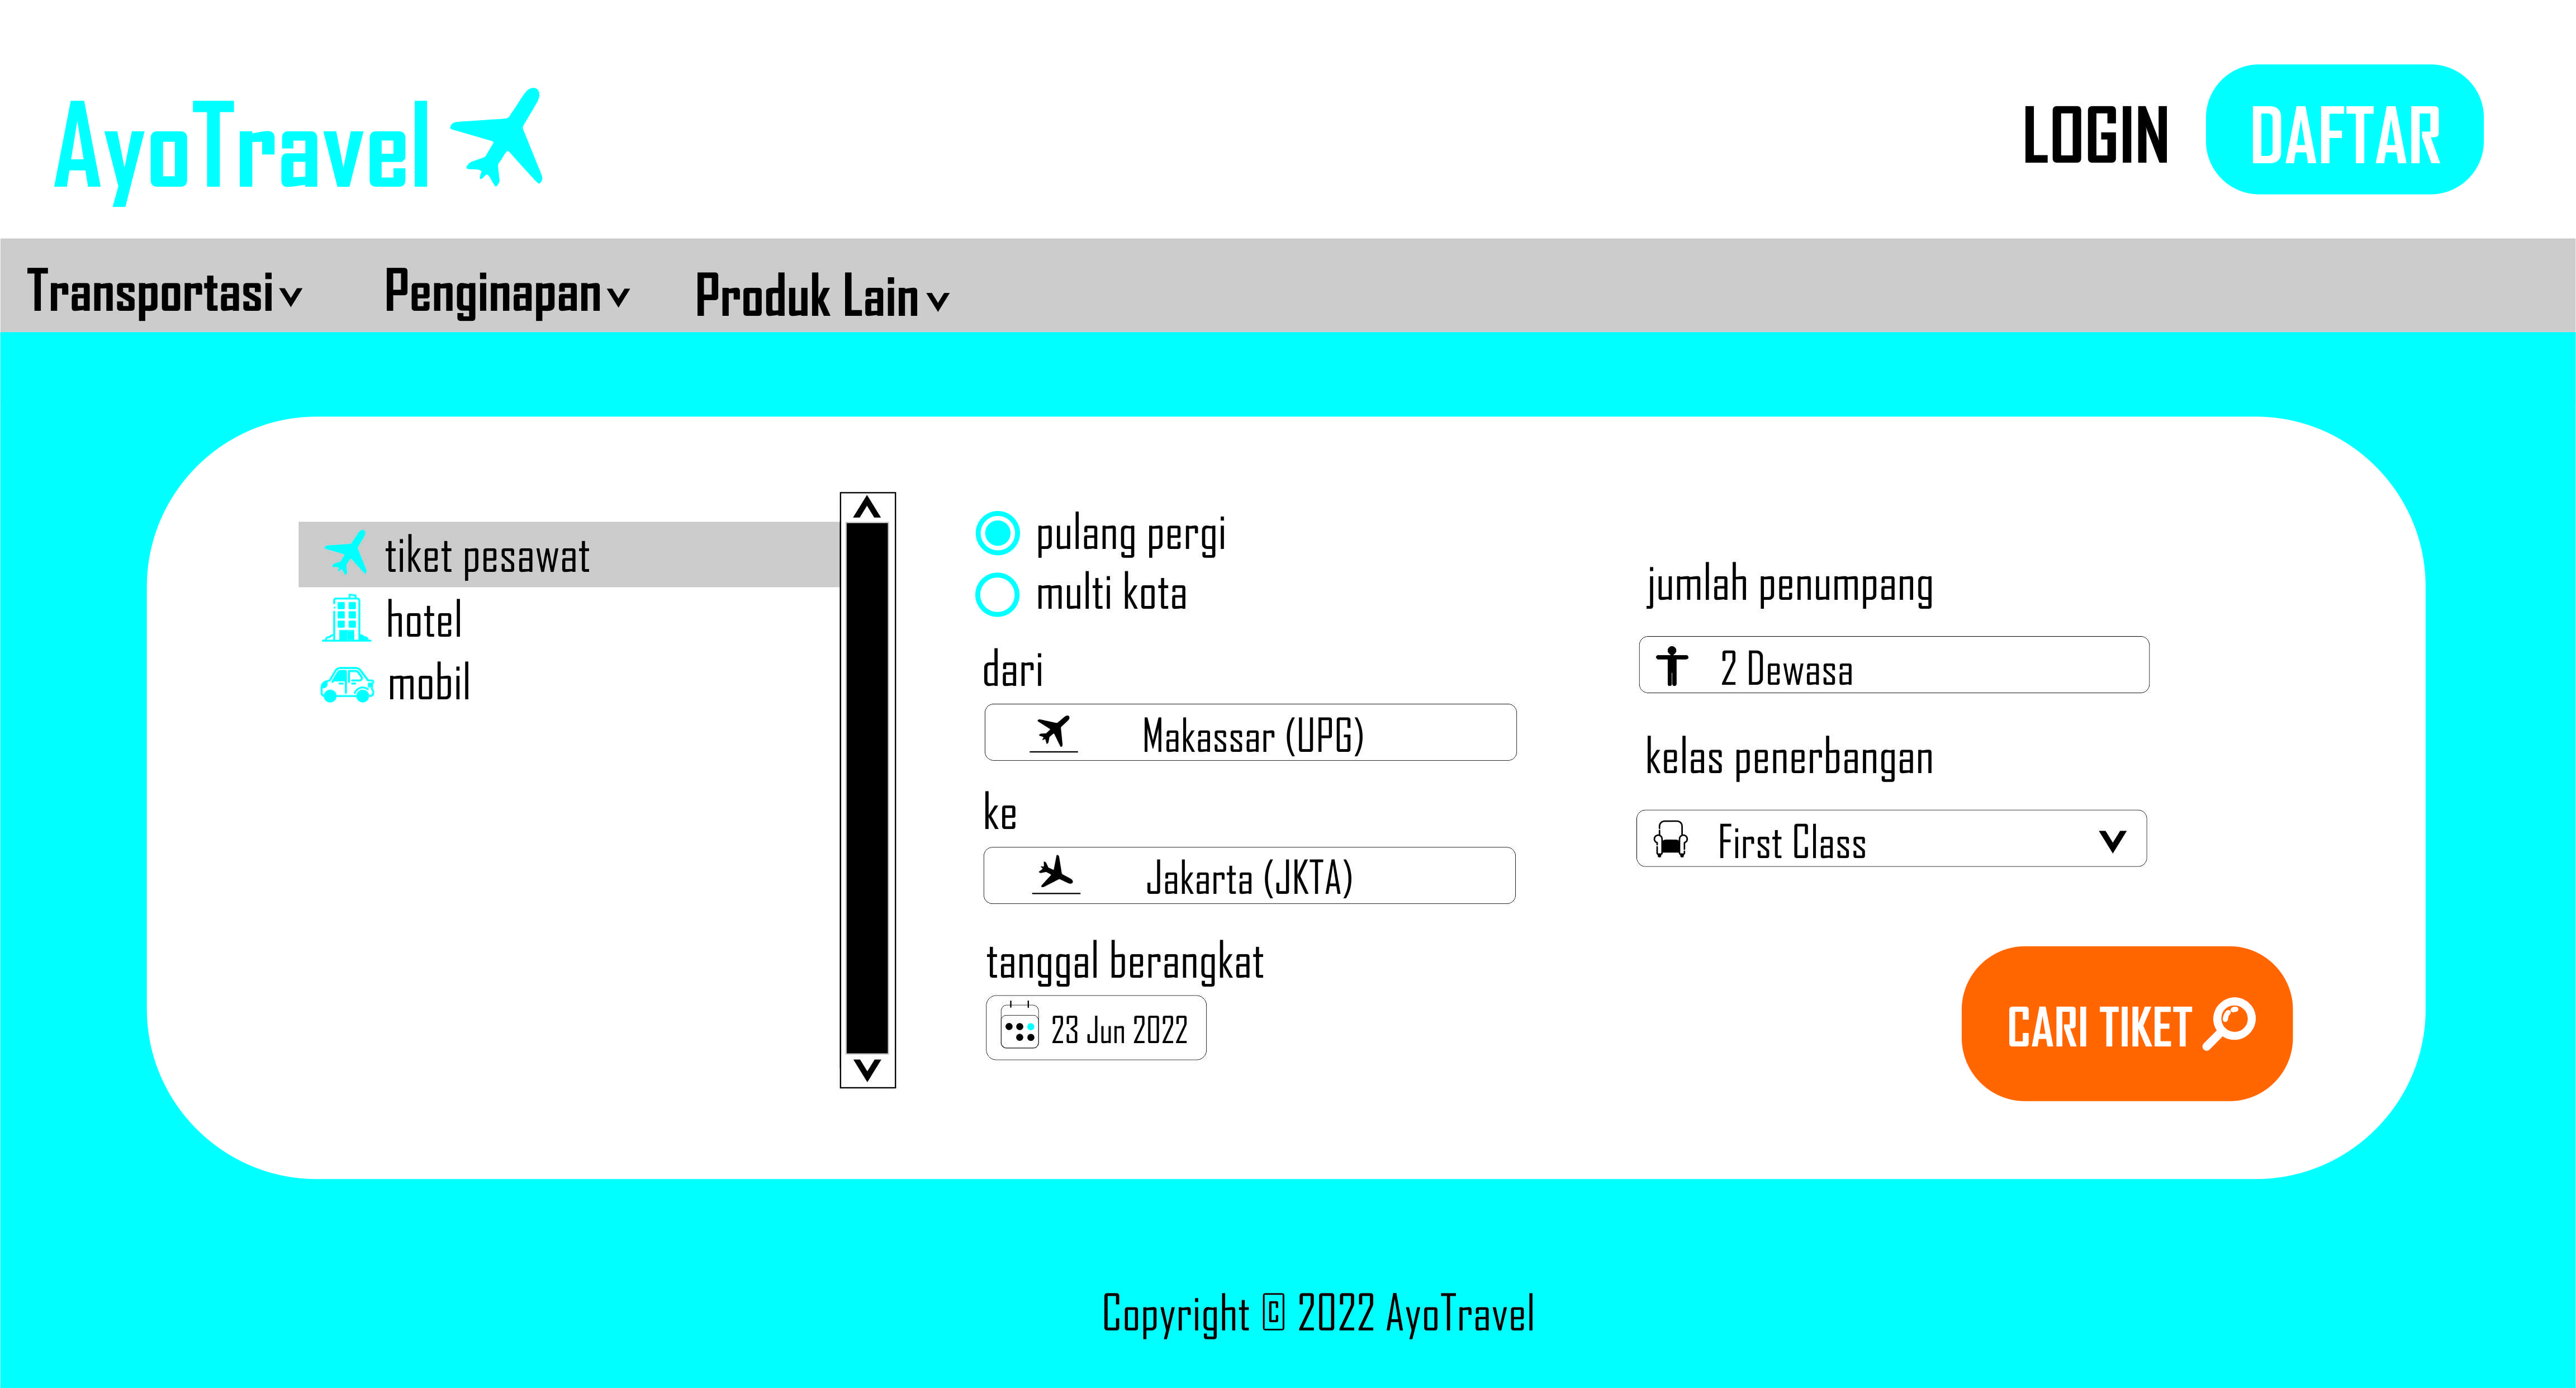 AyoTravel
LOGIN
DAFTAR
Transportasi
Penginapan
Produk Lain
tiket pesawat
hotel
mobil
pulang pergi
multi kota
dari
Makassar (UPG)
ke
Jakarta (JKTA)
tanggal berangkat
23 Jun 2022
jumlah penumpang
2 Dewasa
kelas penerbangan
First Class
CARI TIKET
Copyright © 2022 AyoTravel